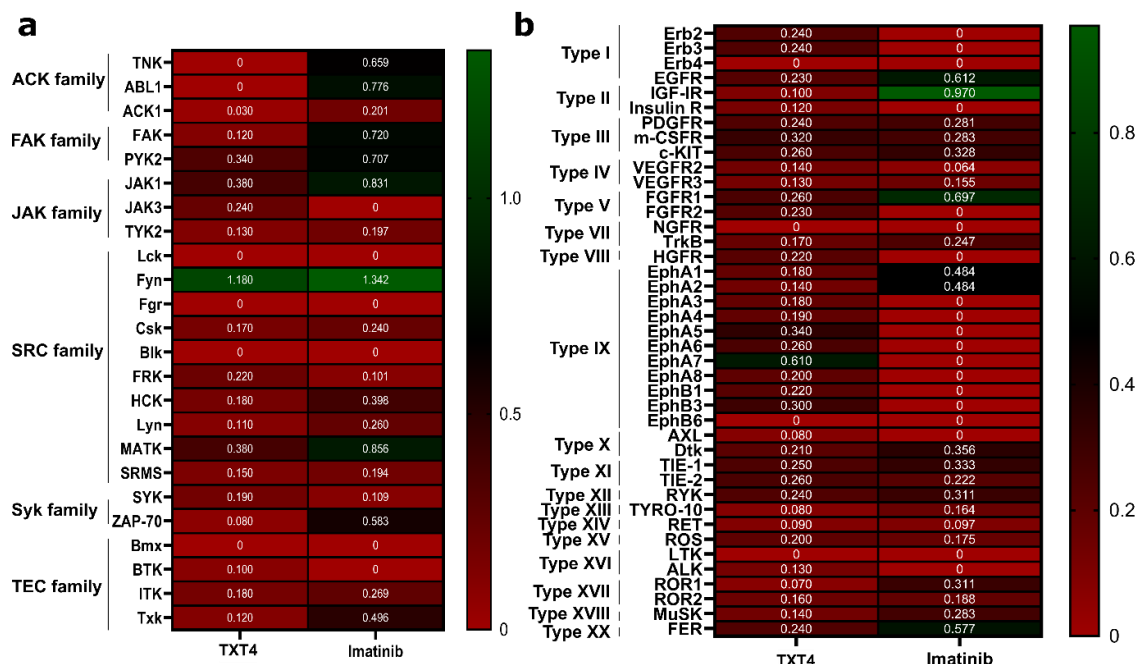 a
ACK family
TNK 0 0.659
ABL1 0 0.776
ACK1 0.030 0.201
FAK family
FAK 0.120 0.720
PYK2 0.340 0.707
JAK family
JAK1 0.380 0.831
JAK3 0.240 0
TYK2 0.130 0.197
SRC family
Lck 0 0
Fyn 1.180 1.342
Fgr 0 0
Csk 0.170 0.240
Blk 0 0
FRK 0.220 0.101
HCK 0.180 0.398
Lyn 0.110 0.260
MATK 0.380 0.856
SRMS 0.150 0.194
Syk family
SYK 0.190 0.109
ZAP-70 0.080 0.583
TEC family
Bmx 0 0
BTK 0.100 0
ITK 0.180 0.269
Txk 0.120 0.496
TXT4 Imatinib
1.0
0.5
0
b
Type I
Erb2 0.240 0
Erb3 0.240 0
Erb4 0 0
EGFR 0.230 0.612
Type II
IGF-IR 0.100 0.970
Insulin R 0.120 0
Type III
PDGFR 0.240 0.281
m-CSFR 0.320 0.283
c-KIT 0.260 0.328
Type IV
VEGFR2 0.140 0.064
VEGFR3 0.130 0.155
Type V
FGFR1 0.260 0.697
FGFR2 0.230 0
Type VII
NGFR 0 0
TrkB 0.170 0.247
Type VIII
HGFR 0.220 0
Type IX
EphA1 0.180 0.484
EphA2 0.140 0.484
EphA3 0.180 0
EphA4 0.190 0
EphA5 0.340 0
EphA6 0.260 0
EphA7 0.610 0
EphA8 0.200 0
EphB1 0.220 0
EphB3 0.300 0
EphB6 0 0
Type X
AXL 0.080 0
Dtk 0.210 0.356
Type XI
TIE-1 0.250 0.333
TIE-2 0.260 0.222
Type XII
RYK 0.240 0.311
Type XIII
TYRO-10 0.080 0.164
Type XIV
RET 0.090 0.097
Type XV
ROS 0.200 0.175
Type XVI
LTK 0 0
ALK 0.130 0
Type XVII
ROR1 0.070 0.311
ROR2 0.160 0.188
Type XVIII
MuSK 0.140 0.283
Type XX
FER 0.240 0.577
TXT4 Imatinib
0.8
0.6
0.4
0.2
0